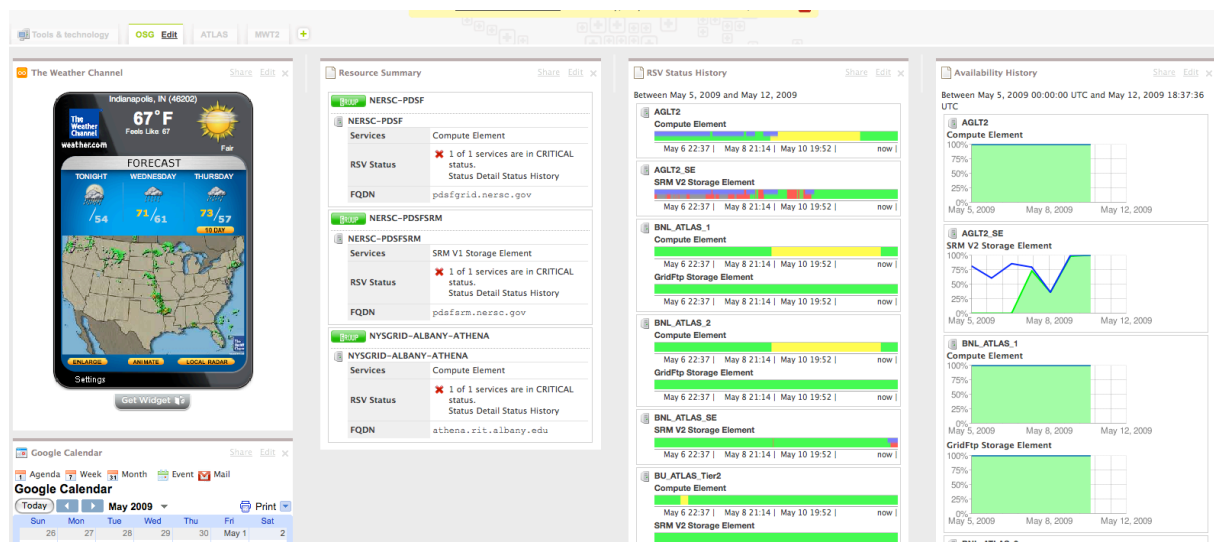 Tools & technology
OSG Edit
ATLAS
MWT2
The Weather Channel
Share Edit
Indianapolis, IN (46202)
The
Weather
Channel
weather.com
67°F
Feels Like 67
Fair
FORECAST
TONIGHT WEDNESDAY THURSDAY
/54 71/61 73/57
10 DAY
ENLARGE ANIMATE LOCAL RADAR
Settings
Get Widget
Google Calendar
Share Edit
Agenda Week Month Event Mail
Google Calendar
Today May 2009 Print
Sun Mon Tue Wed Thu Fri Sat
26 27 28 29 30 May 1 2
Resource Summary
Share Edit
GROUP NERSC-PDSF
NERSC-PDSF
Services Compute Element
RSV Status 1 of 1 services are in CRITICAL
status.
Status Detail Status History
FQDN pdsfgrid.nersc.gov
GROUP NERSC-PDSFSRM
NERSC-PDSFSRM
Services SRM V1 Storage Element
RSV Status 1 of 1 services are in CRITICAL
status.
Status Detail Status History
FQDN pdsfsrm.nersc.gov
GROUP NYSGRID-ALBANY-ATHENA
NYSGRID-ALBANY-ATHENA
Services Compute Element
RSV Status 1 of 1 services are in CRITICAL
status.
Status Detail Status History
FQDN athena.rit.albany.edu
RSV Status History
Share Edit
Between May 5, 2009 and May 12, 2009
AGLT2
Compute Element
May 6 22:37 | May 8 21:14 | May 10 19:52 | now |
AGLT2_SE
SRM V2 Storage Element
May 6 22:37 | May 8 21:14 | May 10 19:52 | now |
BNL_ATLAS_1
Compute Element
May 6 22:37 | May 8 21:14 | May 10 19:52 | now |
GridFtp Storage Element
May 6 22:37 | May 8 21:14 | May 10 19:52 | now |
BNL_ATLAS_2
Compute Element
May 6 22:37 | May 8 21:14 | May 10 19:52 | now |
GridFtp Storage Element
May 6 22:37 | May 8 21:14 | May 10 19:52 | now |
BNL_ATLAS_SE
SRM V2 Storage Element
May 6 22:37 | May 8 21:14 | May 10 19:52 | now |
BU_ATLAS_Tier2
Compute Element
May 6 22:37 | May 8 21:14 | May 10 19:52 | now |
SRM V2 Storage Element
Availability History
Share Edit
Between May 5, 2009 00:00:00 UTC and May 12, 2009 18:37:36
UTC
AGLT2
Compute Element
100%
75%
50%
25%
0%
May 5, 2009 May 8, 2009 May 12, 2009
AGLT2_SE
SRM V2 Storage Element
100%
75%
50%
25%
0%
May 5, 2009 May 8, 2009 May 12, 2009
BNL_ATLAS_1
Compute Element
100%
75%
50%
25%
0%
May 5, 2009 May 8, 2009 May 12, 2009
GridFtp Storage Element
100%
75%
50%
25%
0%
May 5, 2009 May 8, 2009 May 12, 2009